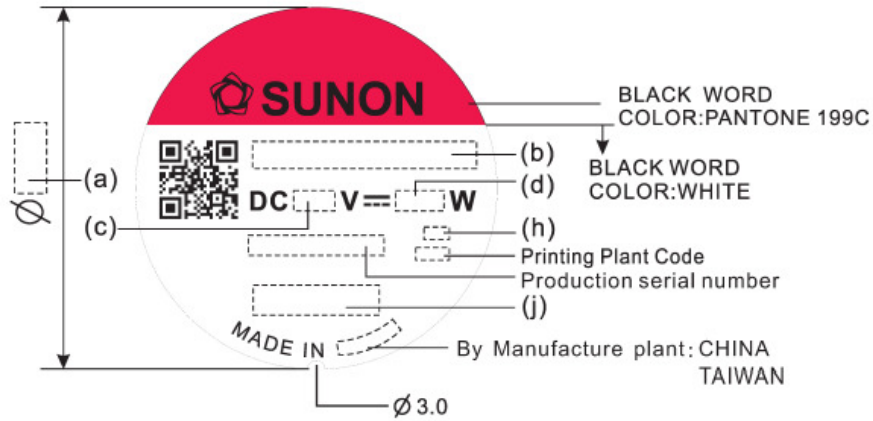 SUNON
BLACK WORD
COLOR:PANTONE 199C
BLACK WORD
COLOR:WHITE
(a)
Ø
(b)
(d)
DC V⎓ W
(c)
(h)
Printing Plant Code
Production serial number
(j)
MADE IN
By Manufacture plant: CHINA
TAIWAN
Ø 3.0